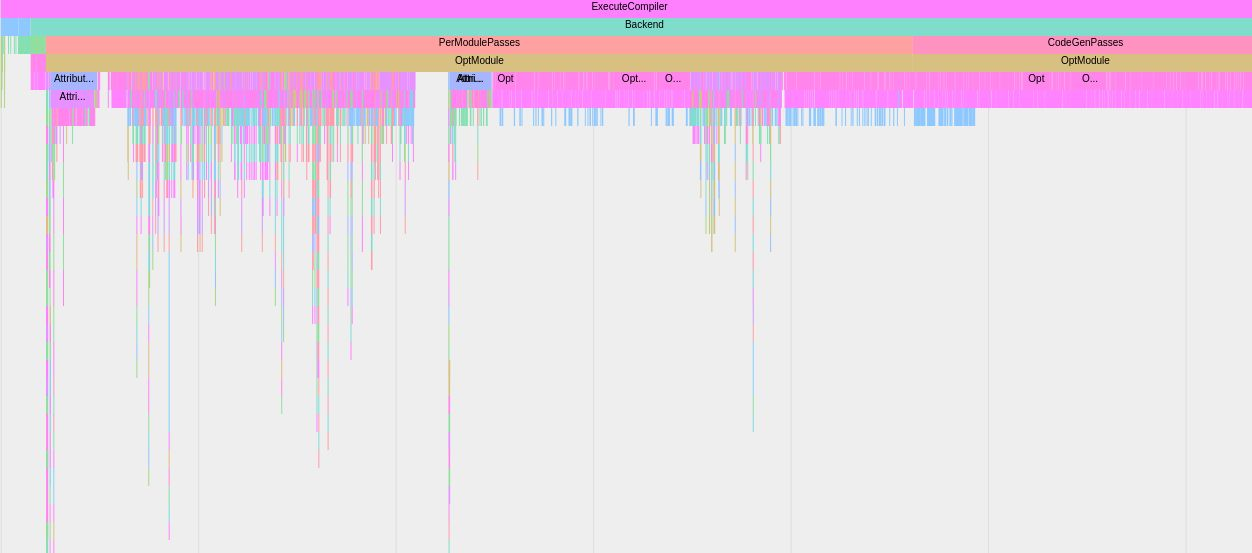 ExecuteCompiler
Backend
PerModulePasses CodeGenPasses
OptModule OptModule
Attribut... Opt Opt... O... Opt O...
Attri...